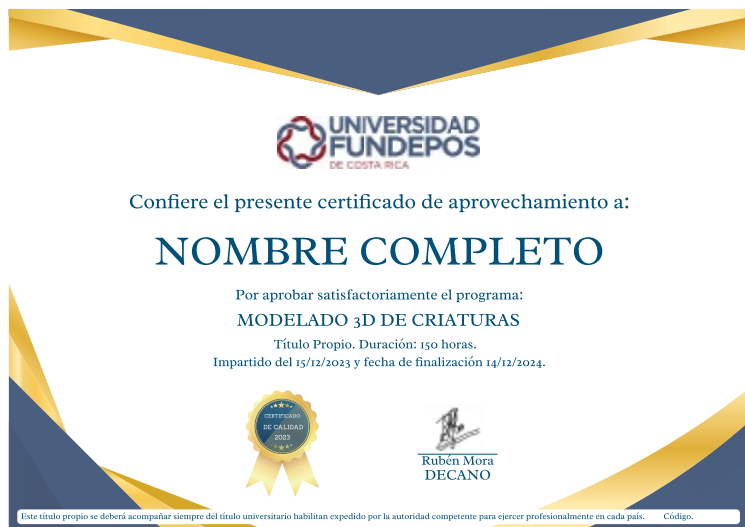 UNIVERSIDAD
FUNDEPOS
DE COSTA RICA
Confiere el presente certificado de aprovechamiento a:
NOMBRE COMPLETO
Por aprobar satisfactoriamente el programa:
MODELADO 3D DE CRIATURAS
Título Propio. Duración: 150 horas.
Impartido del 15/12/2023 y fecha de finalización 14/12/2024.
CERTIFICADO
DE CALIDAD
2023
Rubén Mora
DECANO
Este título propio se deberá acompañar siempre del título universitario habilitan expedido por la autoridad competente para ejercer profesionalmente en cada país. Código.